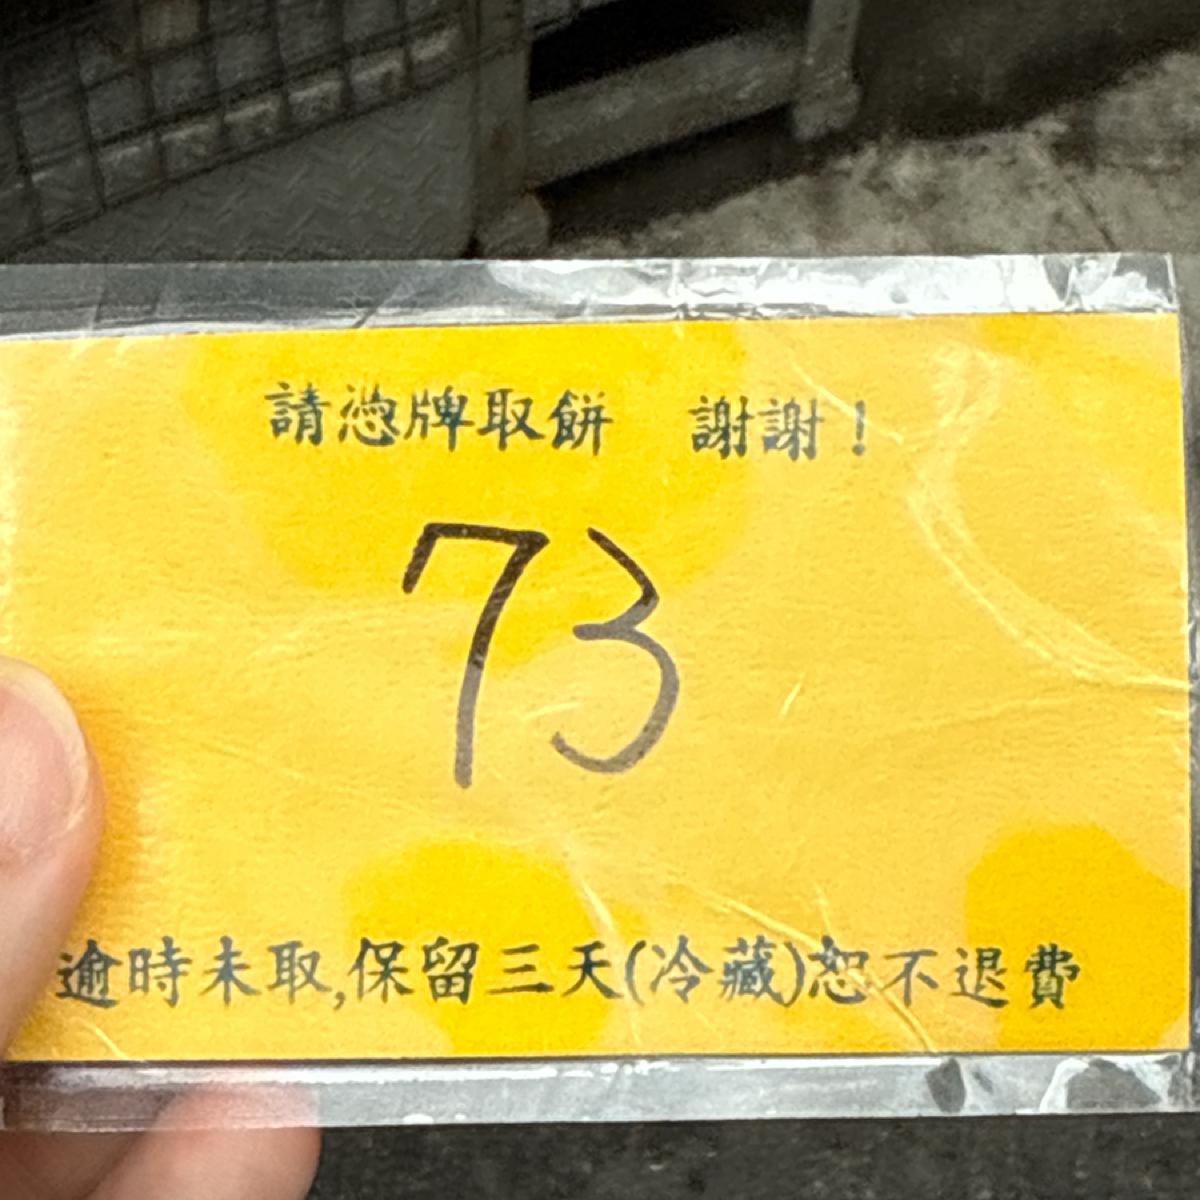 請憑牌取餅 謝謝！
73
逾時未取,保留三天(冷藏)恕不退費